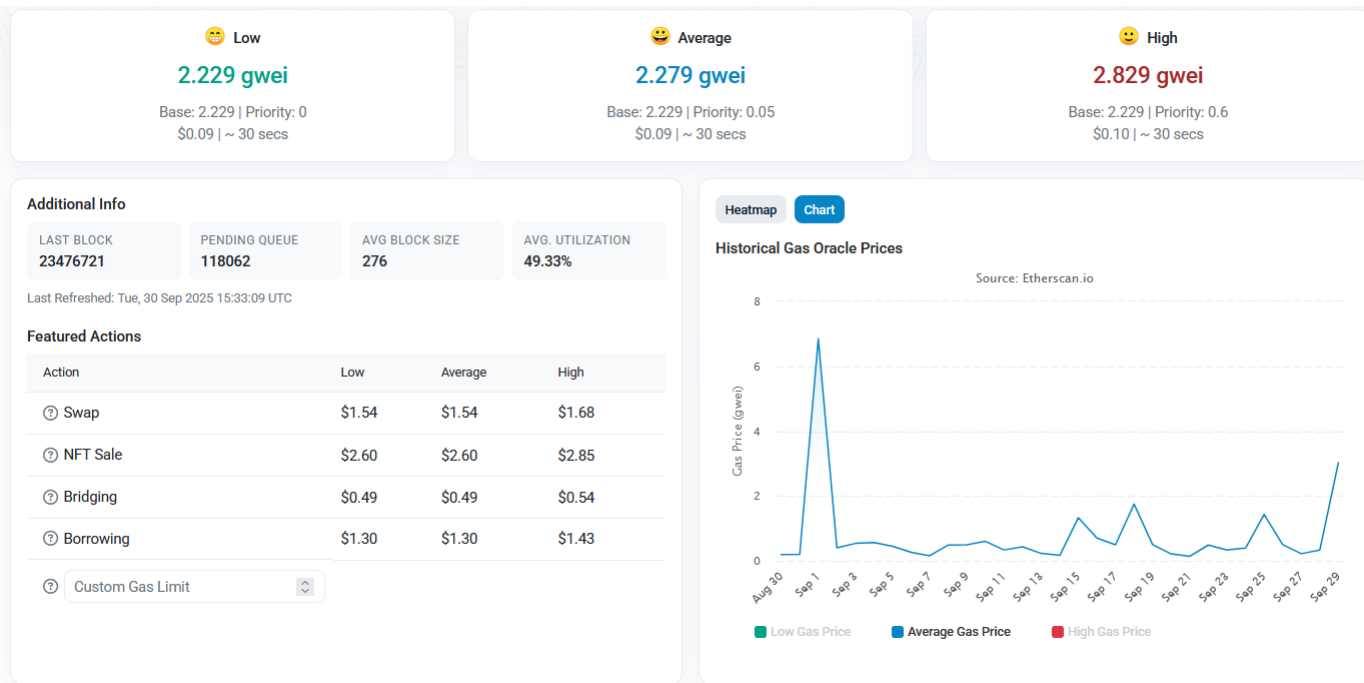 Low
2.229 gwei
Base: 2.229 | Priority: 0
$0.09 | ~ 30 secs
Average
2.279 gwei
Base: 2.229 | Priority: 0.05
$0.09 | ~ 30 secs
High
2.829 gwei
Base: 2.229 | Priority: 0.6
$0.10 | ~ 30 secs
Additional Info
LAST BLOCK
23476721
PENDING QUEUE
118062
AVG BLOCK SIZE
276
AVG. UTILIZATION
49.33%
Last Refreshed: Tue, 30 Sep 2025 15:33:09 UTC
Featured Actions
Action Low Average High
Swap $1.54 $1.54 $1.68
NFT Sale $2.60 $2.60 $2.85
Bridging $0.49 $0.49 $0.54
Borrowing $1.30 $1.30 $1.43
Custom Gas Limit
Heatmap Chart
Historical Gas Oracle Prices
Source: Etherscan.io
Gas Price (gwei)
8
6
4
2
0
Aug 30 Sep 1 Sep 3 Sep 5 Sep 7 Sep 9 Sep 11 Sep 13 Sep 15 Sep 17 Sep 19 Sep 21 Sep 23 Sep 25 Sep 27 Sep 29
Low Gas Price Average Gas Price High Gas Price